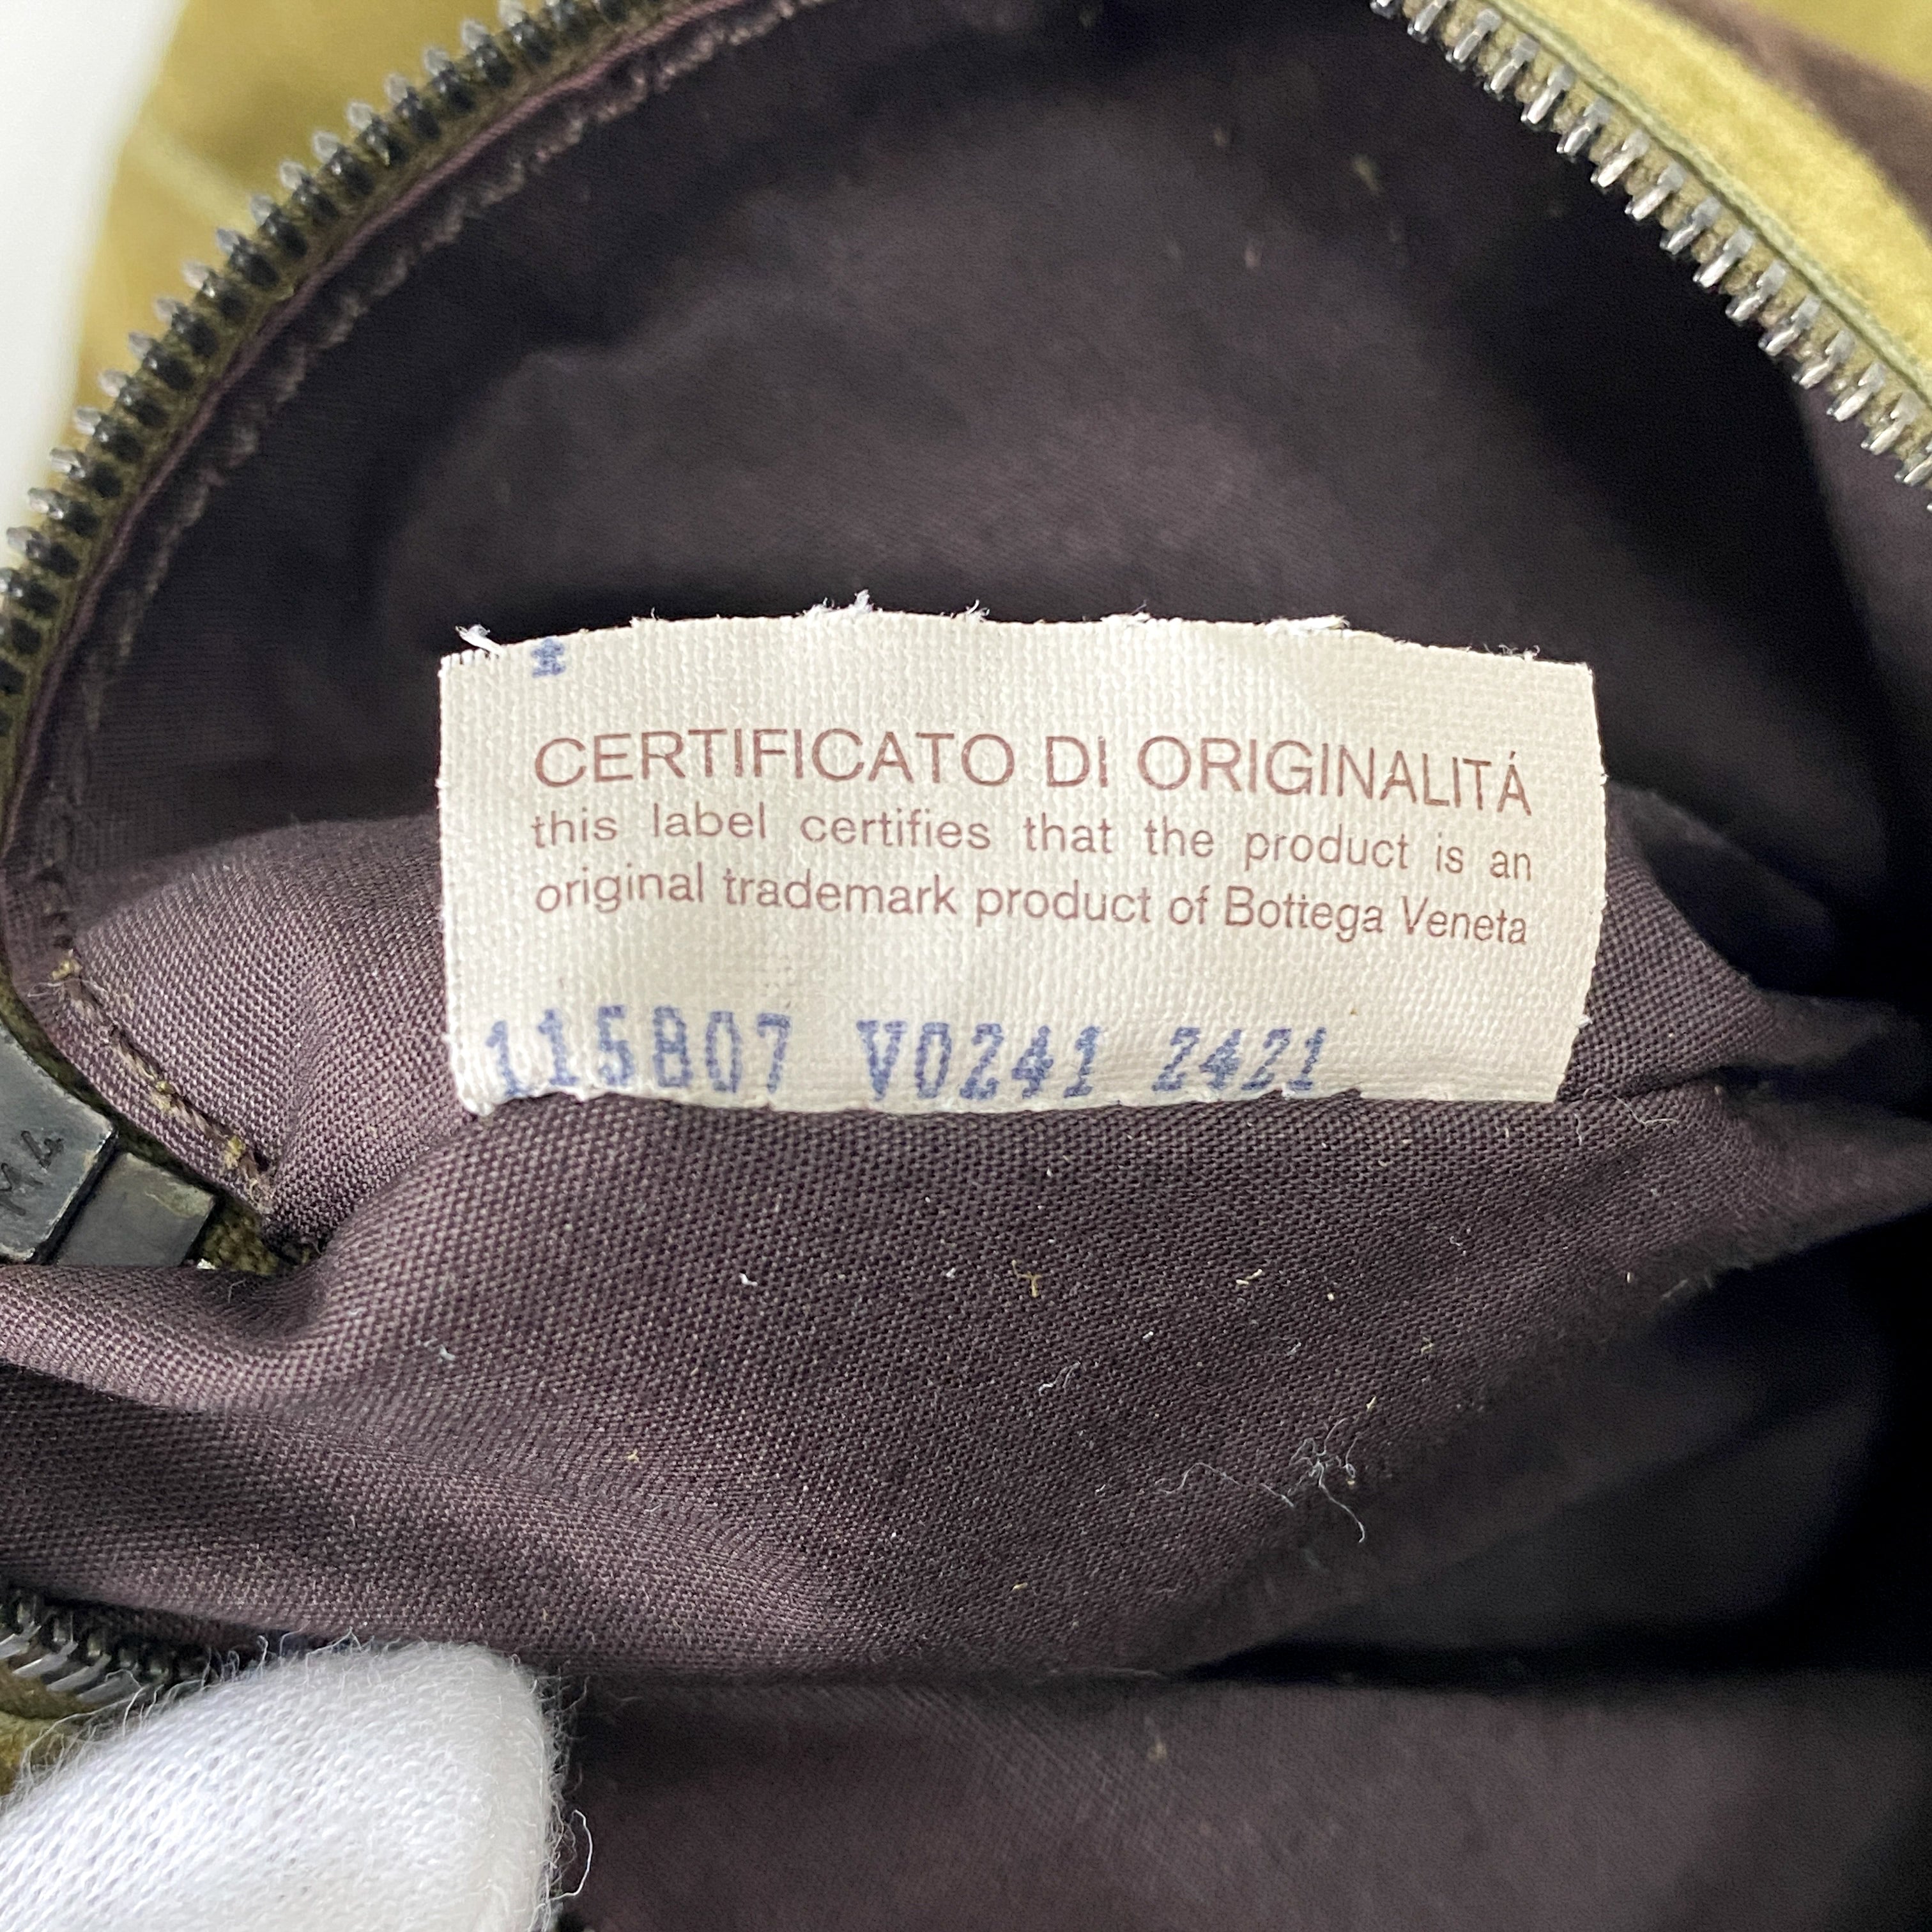 CERTIFICATO DI ORIGINALITÁ
this label certifies that the product is an
original trademark product of Bottega Veneta
115807 V0241 2421
M4